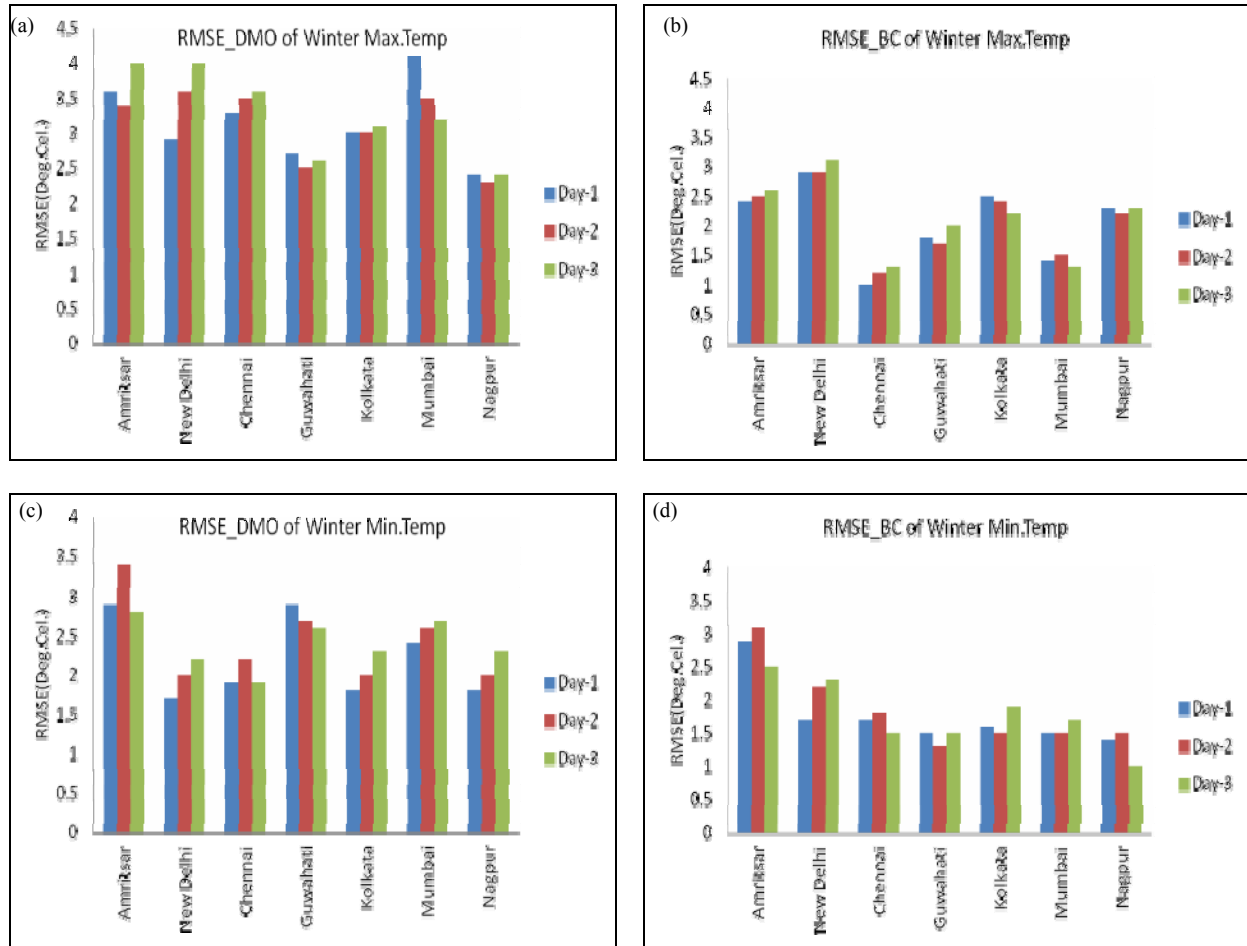 (a)
RMSE_DMO of Winter Max.Temp
RMSE(Deg.Cel.)
4.5
4
3.5
3
2.5
2
1.5
1
0.5
0
Amritsar
New Delhi
Chennai
Guwahati
Kolkata
Mumbai
Nagpur
Day-1
Day-2
Day-3
(b)
RMSE_BC of Winter Max.Temp
RMSE(Deg.Cel.)
4.5
4
3.5
3
2.5
2
1.5
1
0.5
0
Amritsar
New Delhi
Chennai
Guwahati
Kolkata
Mumbai
Nagpur
Day-1
Day-2
Day-3
(c)
RMSE_DMO of Winter Min.Temp
RMSE(Deg.Cel.)
4
3.5
3
2.5
2
1.5
1
0.5
0
Amritsar
New Delhi
Chennai
Guwahati
Kolkata
Mumbai
Nagpur
Day-1
Day-2
Day-3
(d)
RMSE_BC of Winter Min.Temp
RMSE(Deg.Cel.)
4
3.5
3
2.5
2
1.5
1
0.5
0
Amritsar
New Delhi
Chennai
Guwahati
Kolkata
Mumbai
Nagpur
Day-1
Day-2
Day-3